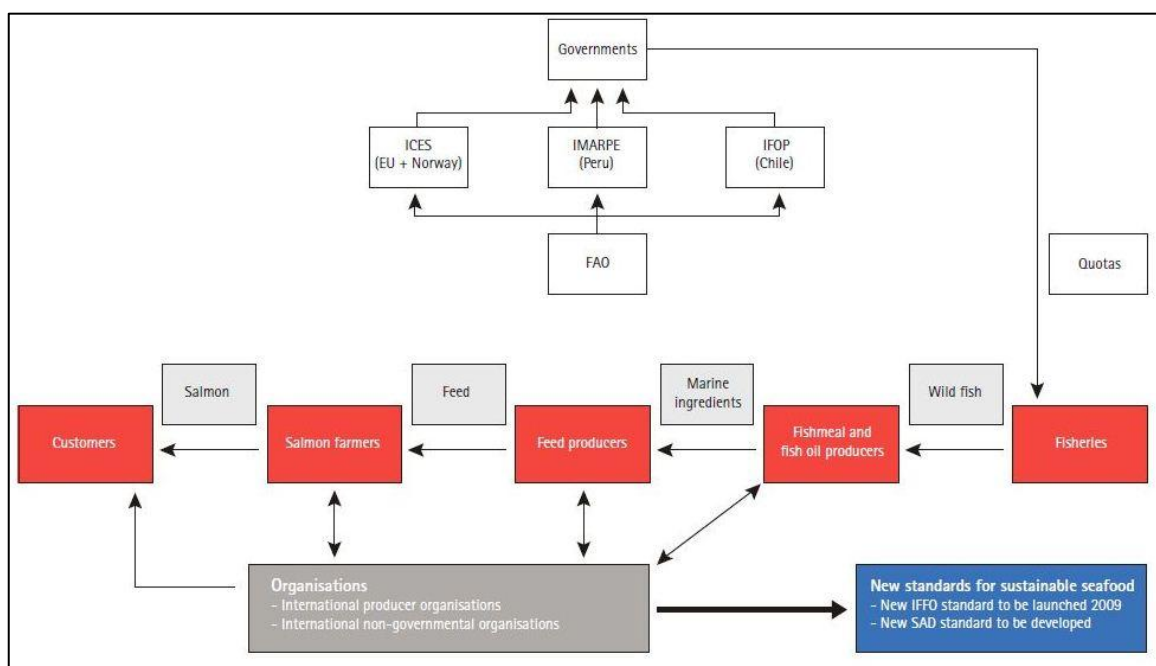 Governments
ICES
(EU + Norway)
IMARPE
(Peru)
IFOP
(Chile)
FAO
Quotas
Salmon
Feed
Marine
ingredients
Wild fish
Customers
Salmon farmers
Feed producers
Fishmeal and
fish oil producers
Fisheries
Organisations
- International producer organisations
- International non-governmental organisations
New standards for sustainable seafood
- New IFFO standard to be launched 2009
- New SAD standard to be developed